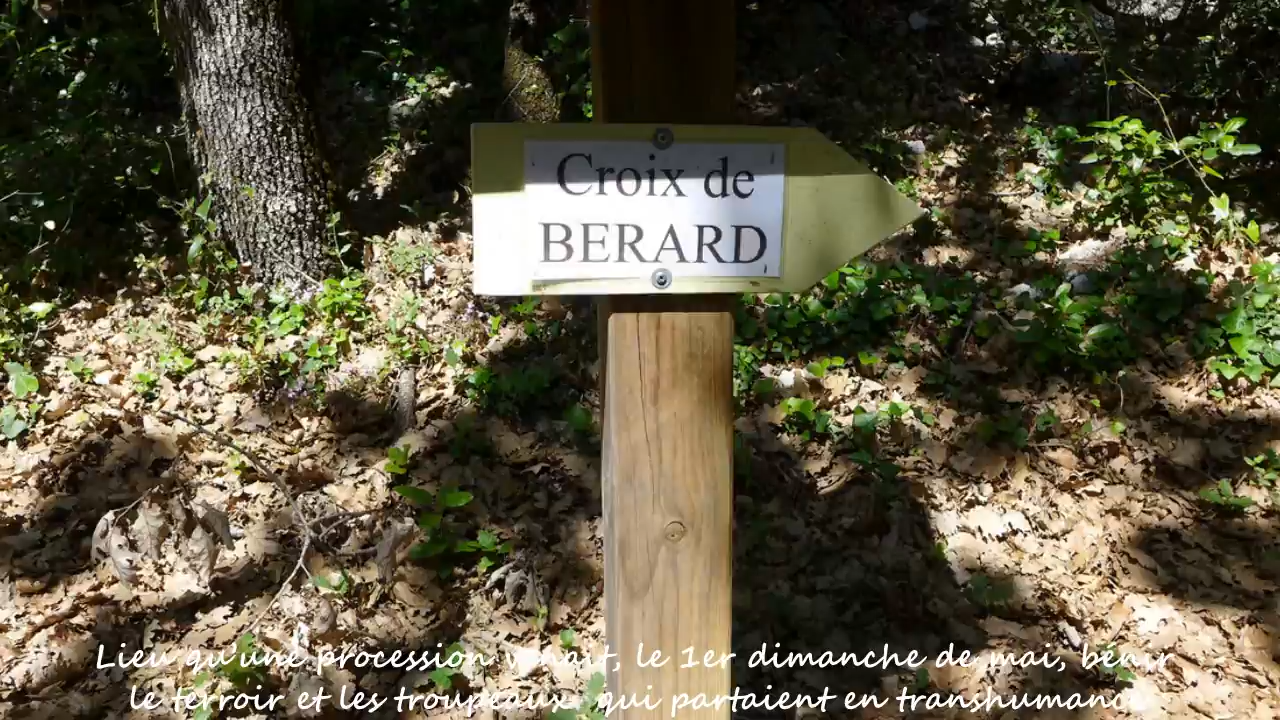 Croix de
BERARD
Lieu qu'une procession venait, le 1er dimanche de mai, bénir
le terroir et les troupeaux qui partaient en transhumance